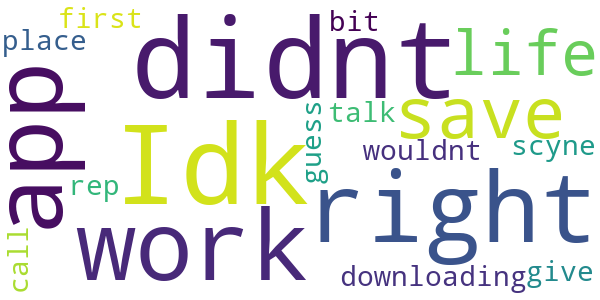 first
bit
place
didnt
life
app
save
Idk
guess
talk
wouldnt
scyne
rep
right
work
call
downloading
give